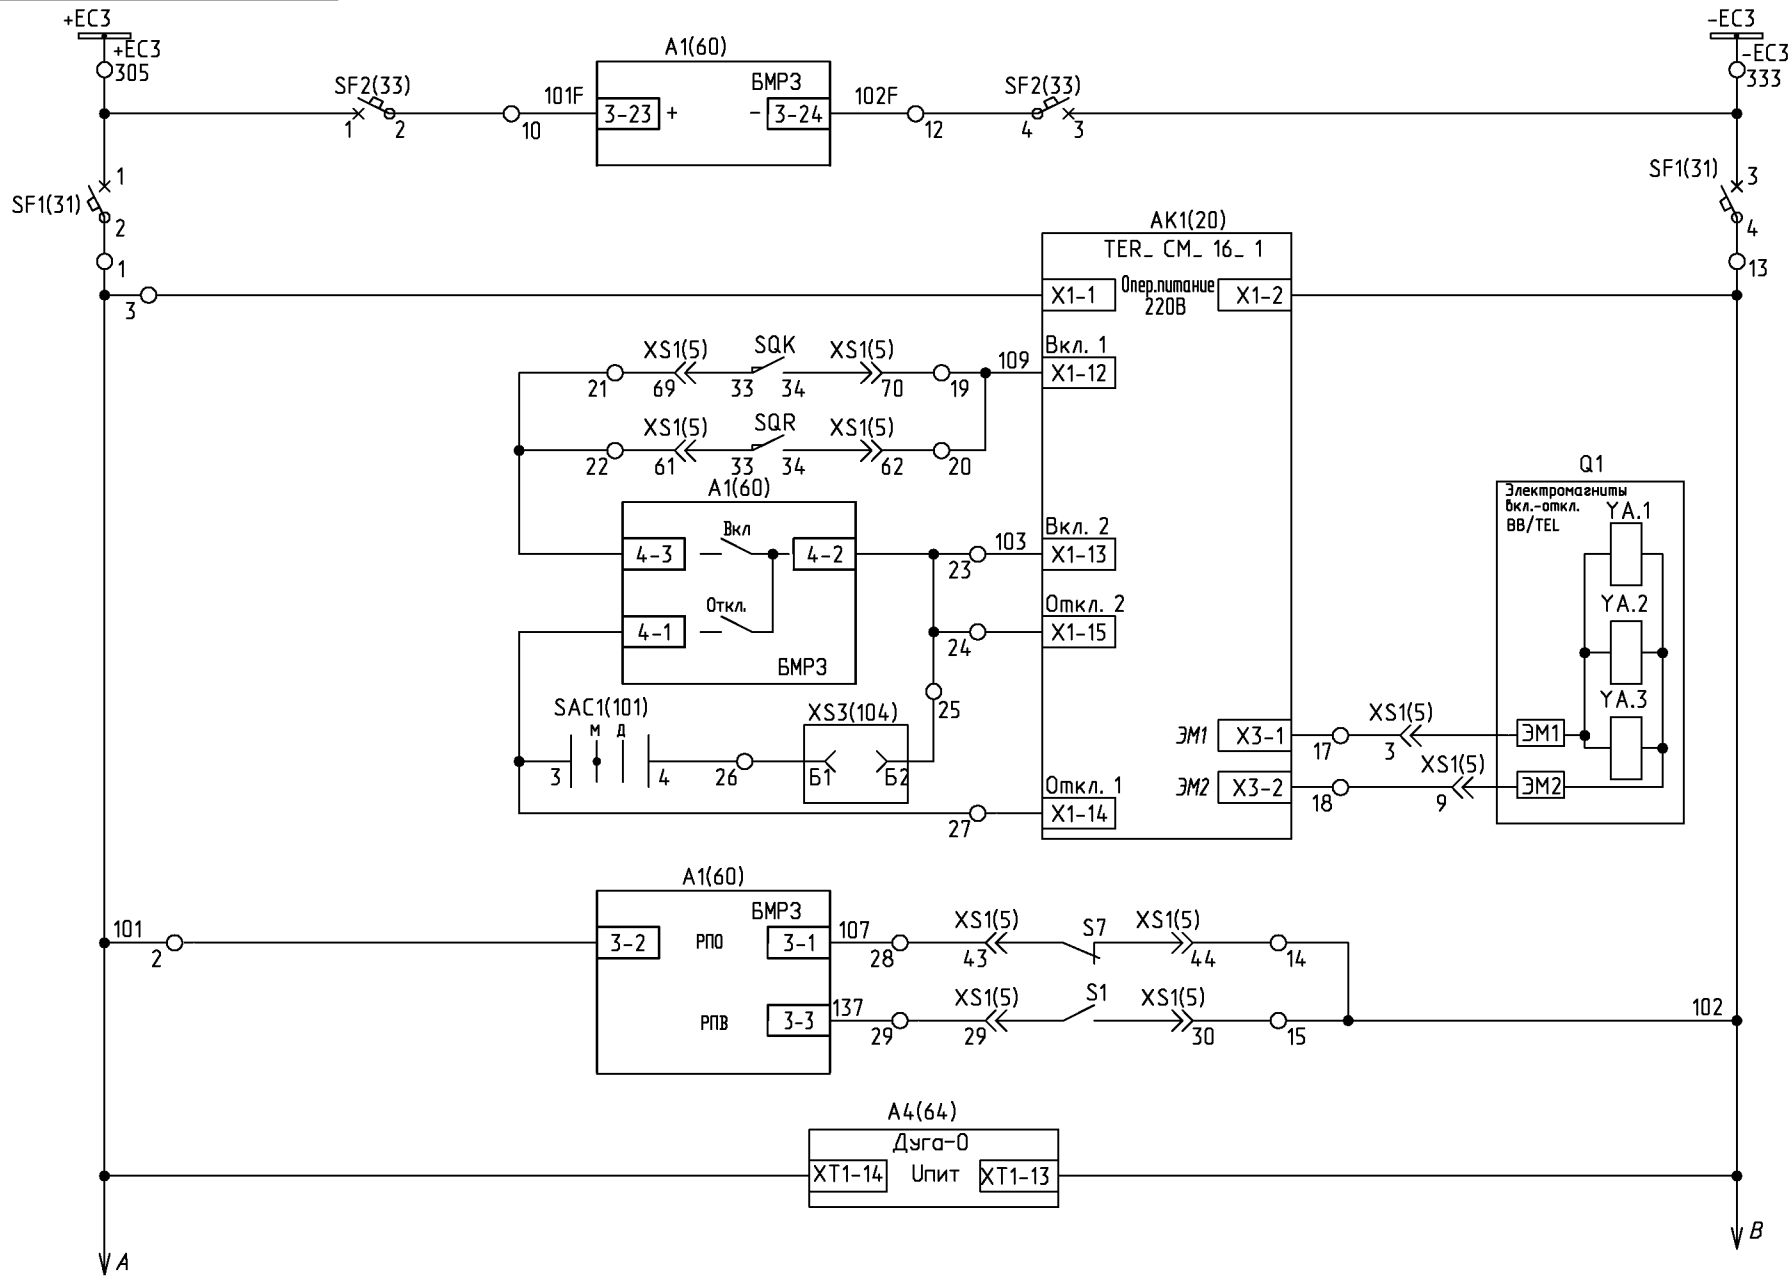 +EC3
-EC3
+EC3
-EC3
305
333
A1(60)
БМРЗ
SF2(33)
1
2
10
101F
3-23
+
-
3-24
102F
12
SF2(33)
4
3
1
SF1(31)
2
1
3
SF1(31)
3
4
13
AK1(20)
TER_ CM_ 16_ 1
X1-1
Опер.питание
220В
X1-2
Вкл. 1
109
X1-12
XS1(5)
SQK
XS1(5)
21
69
33
34
70
19
XS1(5)
SQR
XS1(5)
22
61
33
34
62
20
A1(60)
Вкл
4-3
4-2
Откл.
4-1
БМРЗ
Вкл. 2
103
23
X1-13
Откл. 2
24
X1-15
25
SAC1(101)
М Д
3
4
26
XS3(104)
Б1
Б2
Откл. 1
27
X1-14
ЭМ1
X3-1
17
XS1(5)
3
ЭМ2
X3-2
18
XS1(5)
9
Q1
Электромагниты
вкл.-откл.
ВВ/TEL
YA.1
YA.2
YA.3
ЭМ1
ЭМ2
A1(60)
БМРЗ
101
2
3-2
РПО
3-1
107
28
XS1(5)
43
S7
XS1(5)
44
14
РПВ
3-3
137
29
XS1(5)
29
S1
XS1(5)
30
15
102
A4(64)
Дуга-О
XT1-14
Uпит
XT1-13
A
B